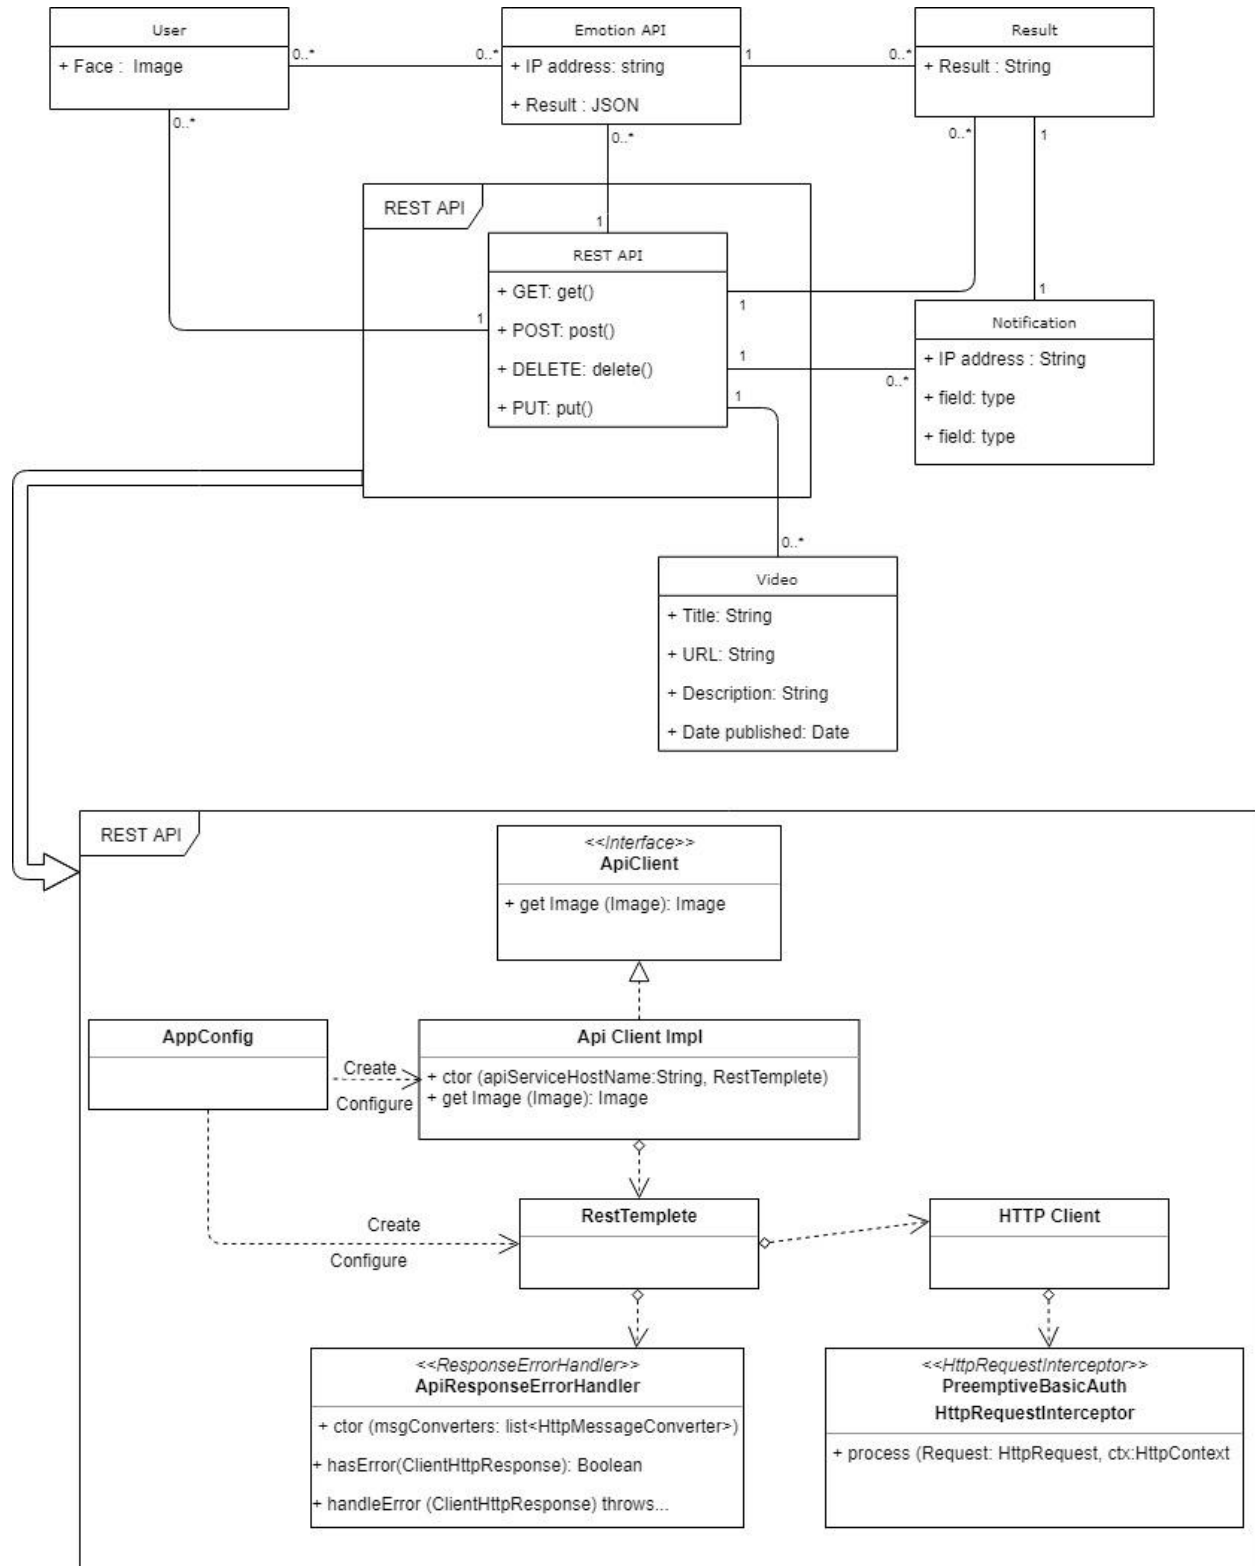 User
+ Face :  Image
0..*
0..*
Emotion API
+ IP address: string
+ Result : JSON
1
0..*
Result
+ Result : String
0..*
0..*
0..*
1
REST API
1
REST API
+ GET: get()
+ POST: post()
+ DELETE: delete()
+ PUT: put()
1
1
1
1
1
0..*
Notification
+ IP address : String
+ field: type
+ field: type
0..*
Video
+ Title: String
+ URL: String
+ Description: String
+ Date published: Date
REST API
<<Interface>>
ApiClient
+ get Image (Image): Image
AppConfig
Create
Configure
Api Client Impl
+ ctor (apiServiceHostName:String, RestTemplete)
+ get Image (Image): Image
Create
Configure
RestTemplete
HTTP Client
<<ResponseErrorHandler>>
ApiResponseErrorHandler
+ ctor (msgConverters: list<HttpMessageConverter>)
+ hasError(ClientHttpResponse): Boolean
+ handleError (ClientHttpResponse) throws...
<<HttpRequestInterceptor>>
PreemptiveBasicAuth
HttpRequestInterceptor
+ process (Request: HttpRequest, ctx:HttpContext